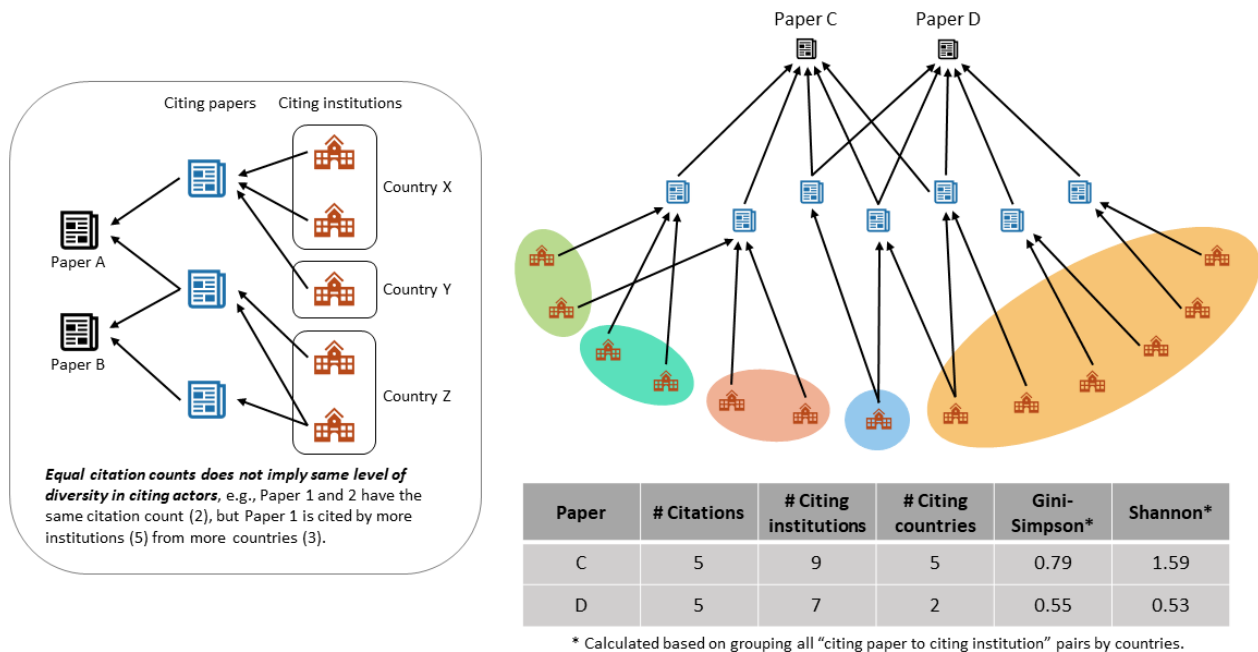 Citing papers
Citing institutions
Country X
Paper A
Country Y
Paper B
Country Z
Equal citation counts does not imply same level of
diversity in citing actors, e.g., Paper 1 and 2 have the
same citation count (2), but Paper 1 is cited by more
institutions (5) from more countries (3).
Paper C
Paper D
Paper # Citations # Citing institutions # Citing countries Gini-Simpson* Shannon*
C 5 9 5 0.79 1.59
D 5 7 2 0.55 0.53
* Calculated based on grouping all “citing paper to citing institution” pairs by countries.